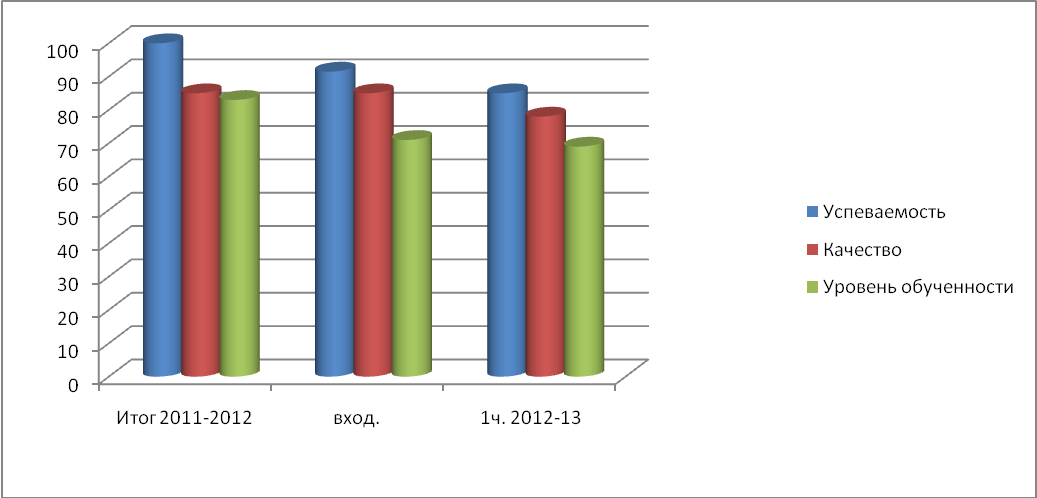 100
90
80
70
60
50
40
30
20
10
0
Итог 2011-2012
вход.
1ч. 2012-13
Успеваемость
Качество
Уровень обученности